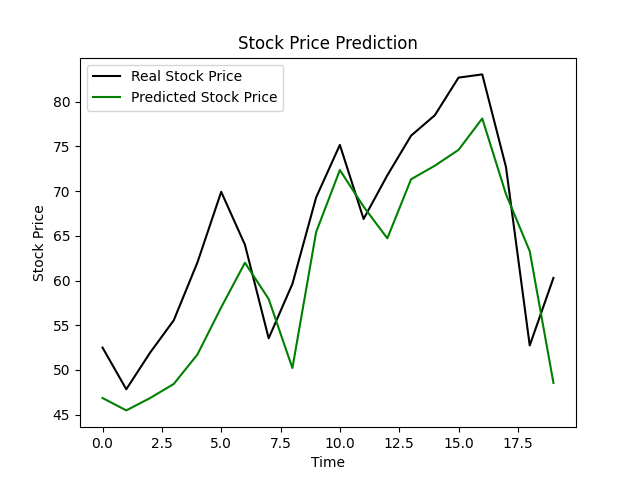 Stock Price Prediction
Real Stock Price
Predicted Stock Price
Stock Price
80
75
70
65
60
55
50
45
0.0 2.5 5.0 7.5 10.0 12.5 15.0 17.5
Time